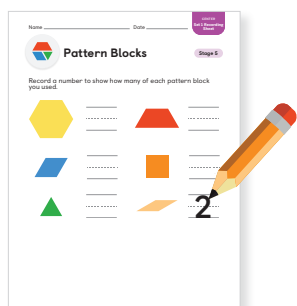 CENTER
Set 1 Recording
Sheet
Name Date
Pattern Blocks
Stage 5
Record a number to show how many of each pattern block
you used.
2